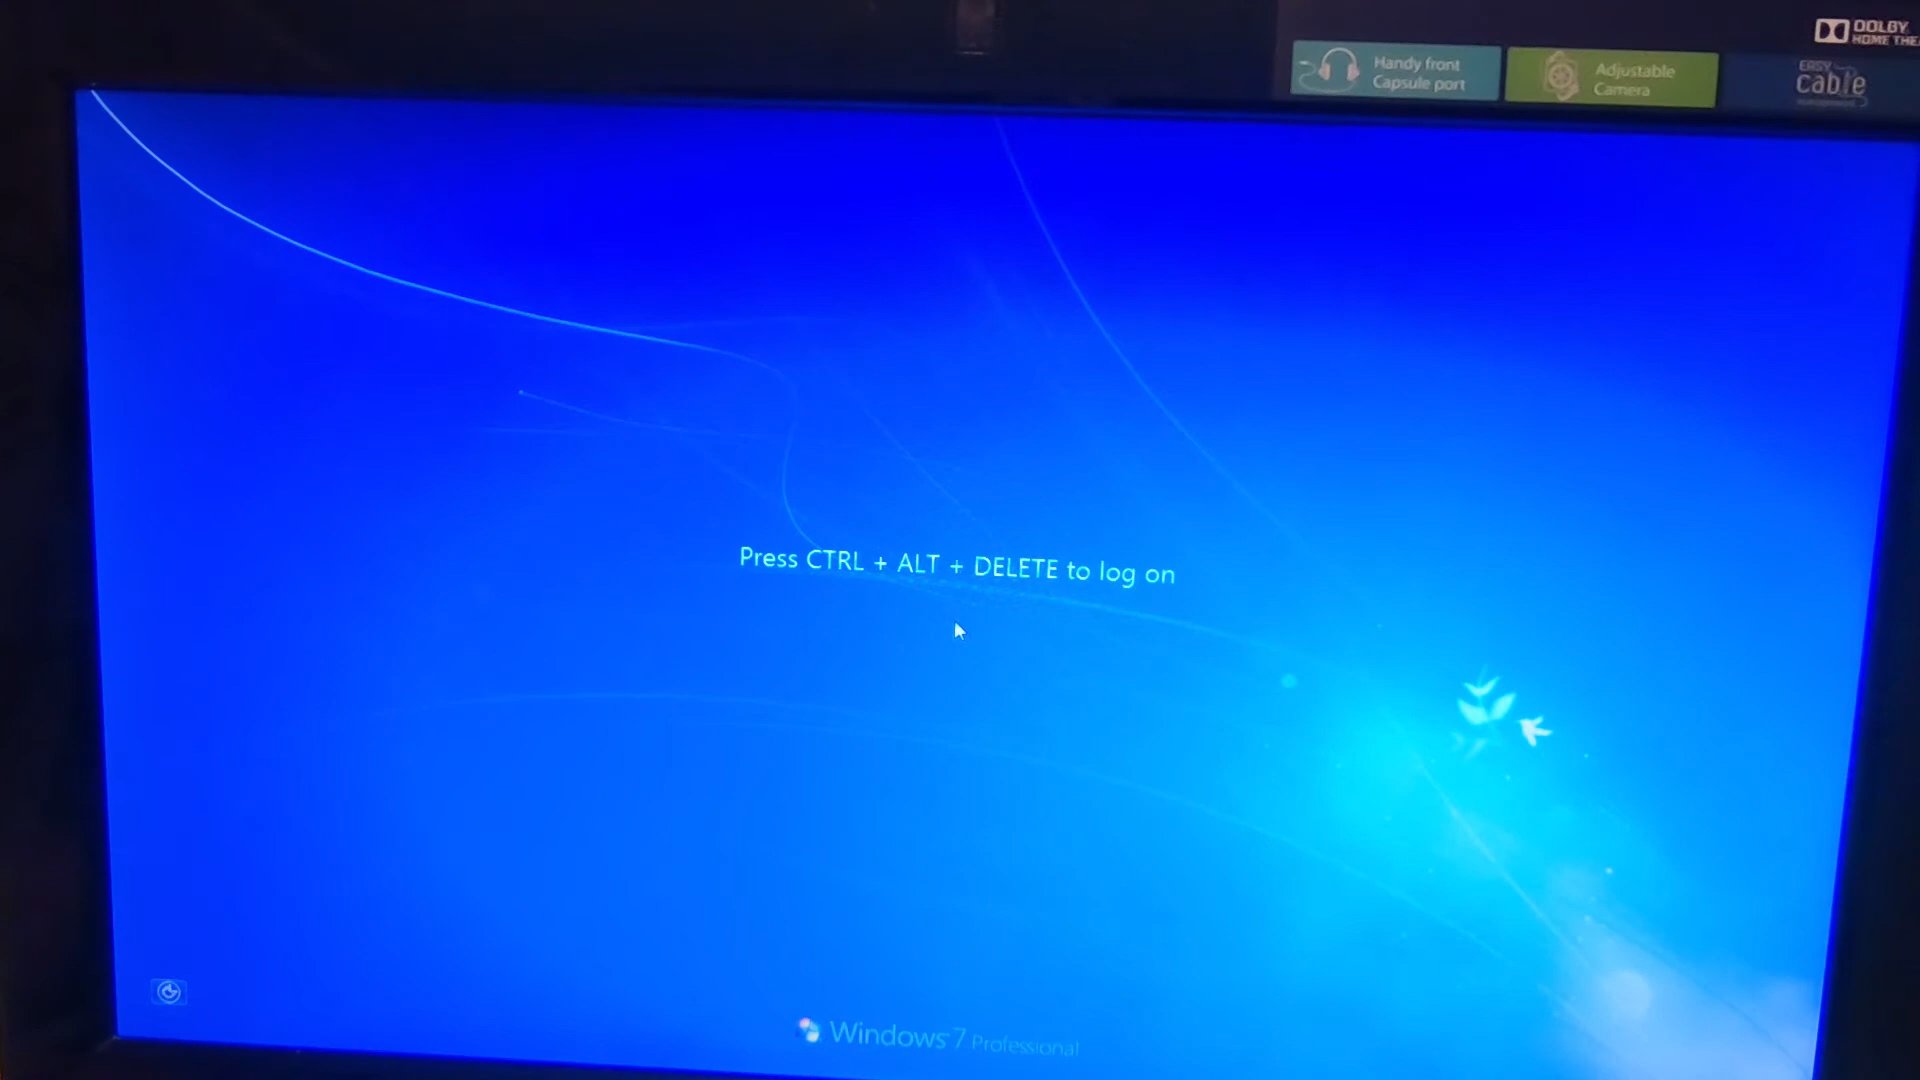 DOLBY
HOME THE
Handy front
Capsule port
Adjustable
Camera
EASY
cable
Press CTRL + ALT + DELETE to log on
Windows 7 Professional